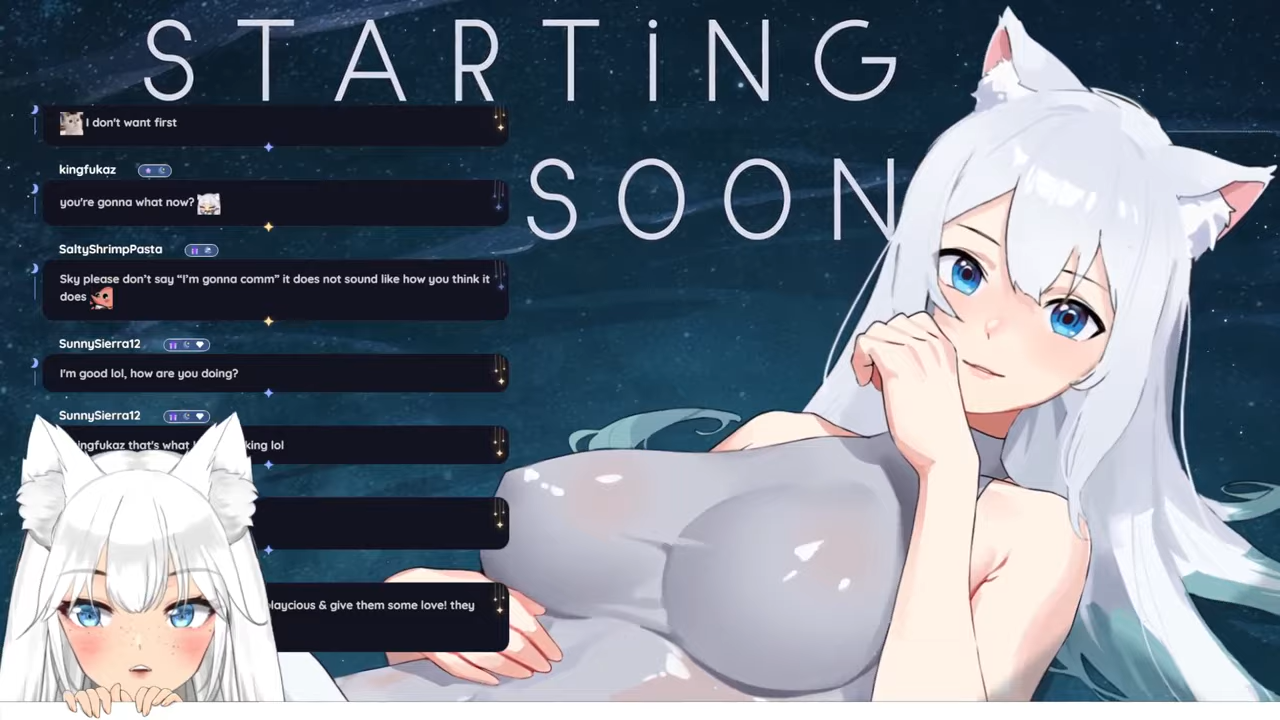 STARTiNG
SOON
I don't want first
kingfukaz
you're gonna what now?
SaltyShrimpPasta
Sky please don't say “I'm gonna comm” it does not sound like how you think it
does
SunnySierra12
I'm good lol, how are you doing?
SunnySierra12
that's what lol
& give them some love! they